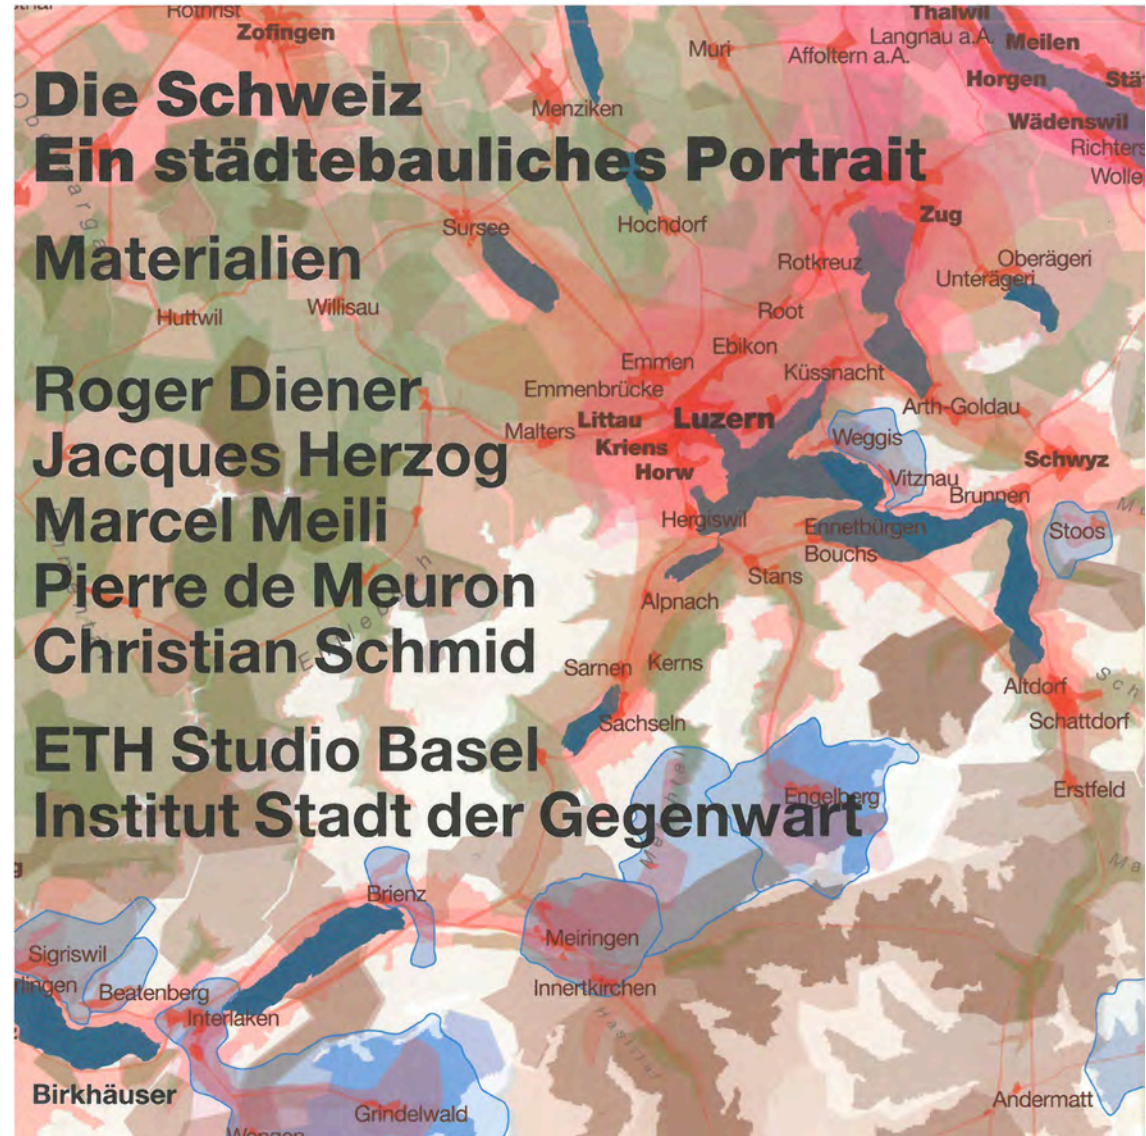 Rothrist
Zofingen
Thalwil
Langnau a.A.
Meilen
Muri
Affoltern a.A.
Horgen
Die Schweiz
Menziken
Wädenswil
Ein städtebauliches Portrait
Sursee
Hochdorf
Zug
Materialien
Rotkreuz
Oberägeri
Unterägeri
Willisau
Huttwil
Root
Ebikon
Emmen
Küssnacht
Roger Diener
Emmenbrücke
Arth-Goldau
Littau
Luzern
Malters
Kriens
Weggis
Jacques Herzog
Horw
Schwyz
Vitznau
Brunnen
Marcel Meili
Hergiswil
Ennetbürgen
Stoos
Bouchs
Stans
Pierre de Meuron
Alpnach
Christian Schmid
Sarnen
Kerns
Altdorf
Sachseln
Schattdorf
ETH Studio Basel
Engelberg
Erstfeld
Institut Stadt der Gegenwart
Brienz
Meiringen
Sigriswil
Beatenberg
Innertkirchen
Interlaken
Haslital
Birkhäuser
Grindelwald
Andermatt
Wengen